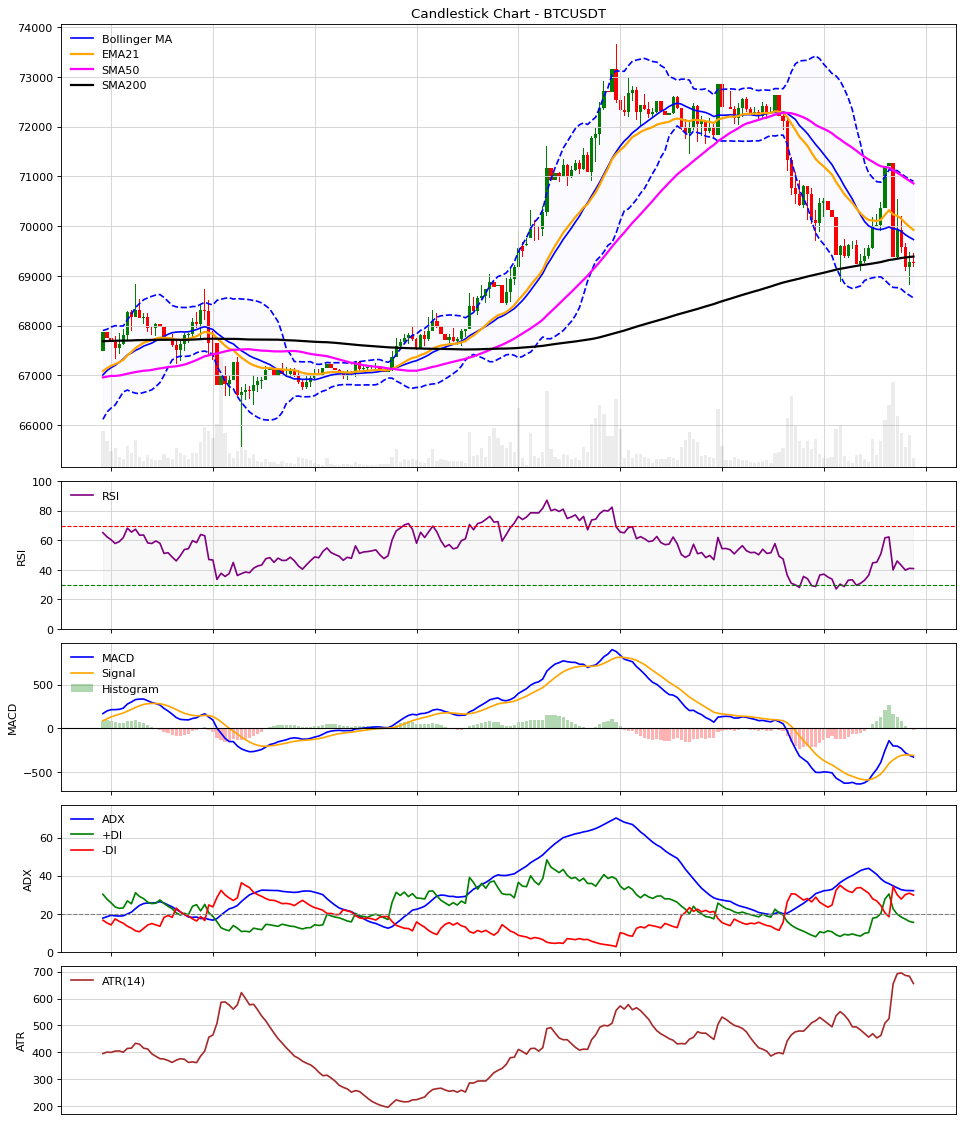 Candlestick Chart - BTCUSDT
74000
73000
72000
71000
70000
69000
68000
67000
66000
Bollinger MA
EMA21
SMA50
SMA200
100
80
60
40
20
0
RSI
RSI
500
0
−500
MACD
MACD
Signal
Histogram
60
40
20
0
ADX
ADX
+DI
-DI
700
600
500
400
300
200
ATR
ATR(14)